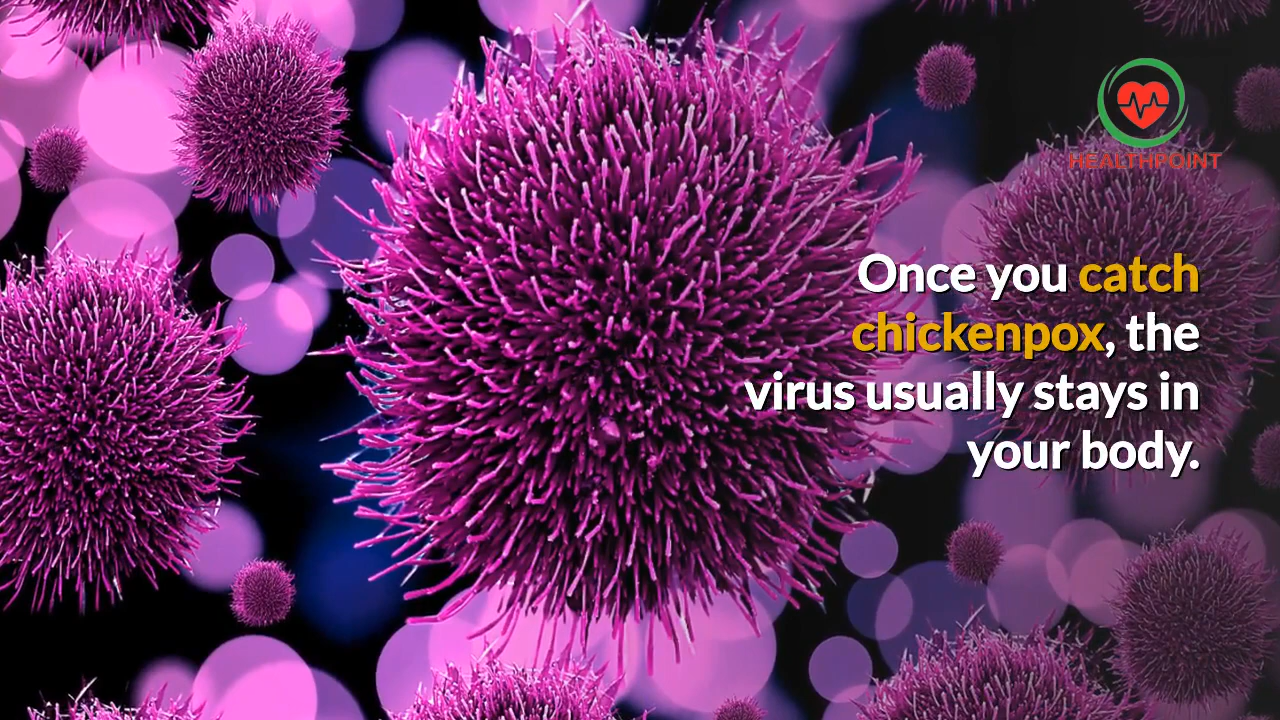 HEALTHPOINT
Once you catch
chickenpox, the
virus usually stays in
your body.